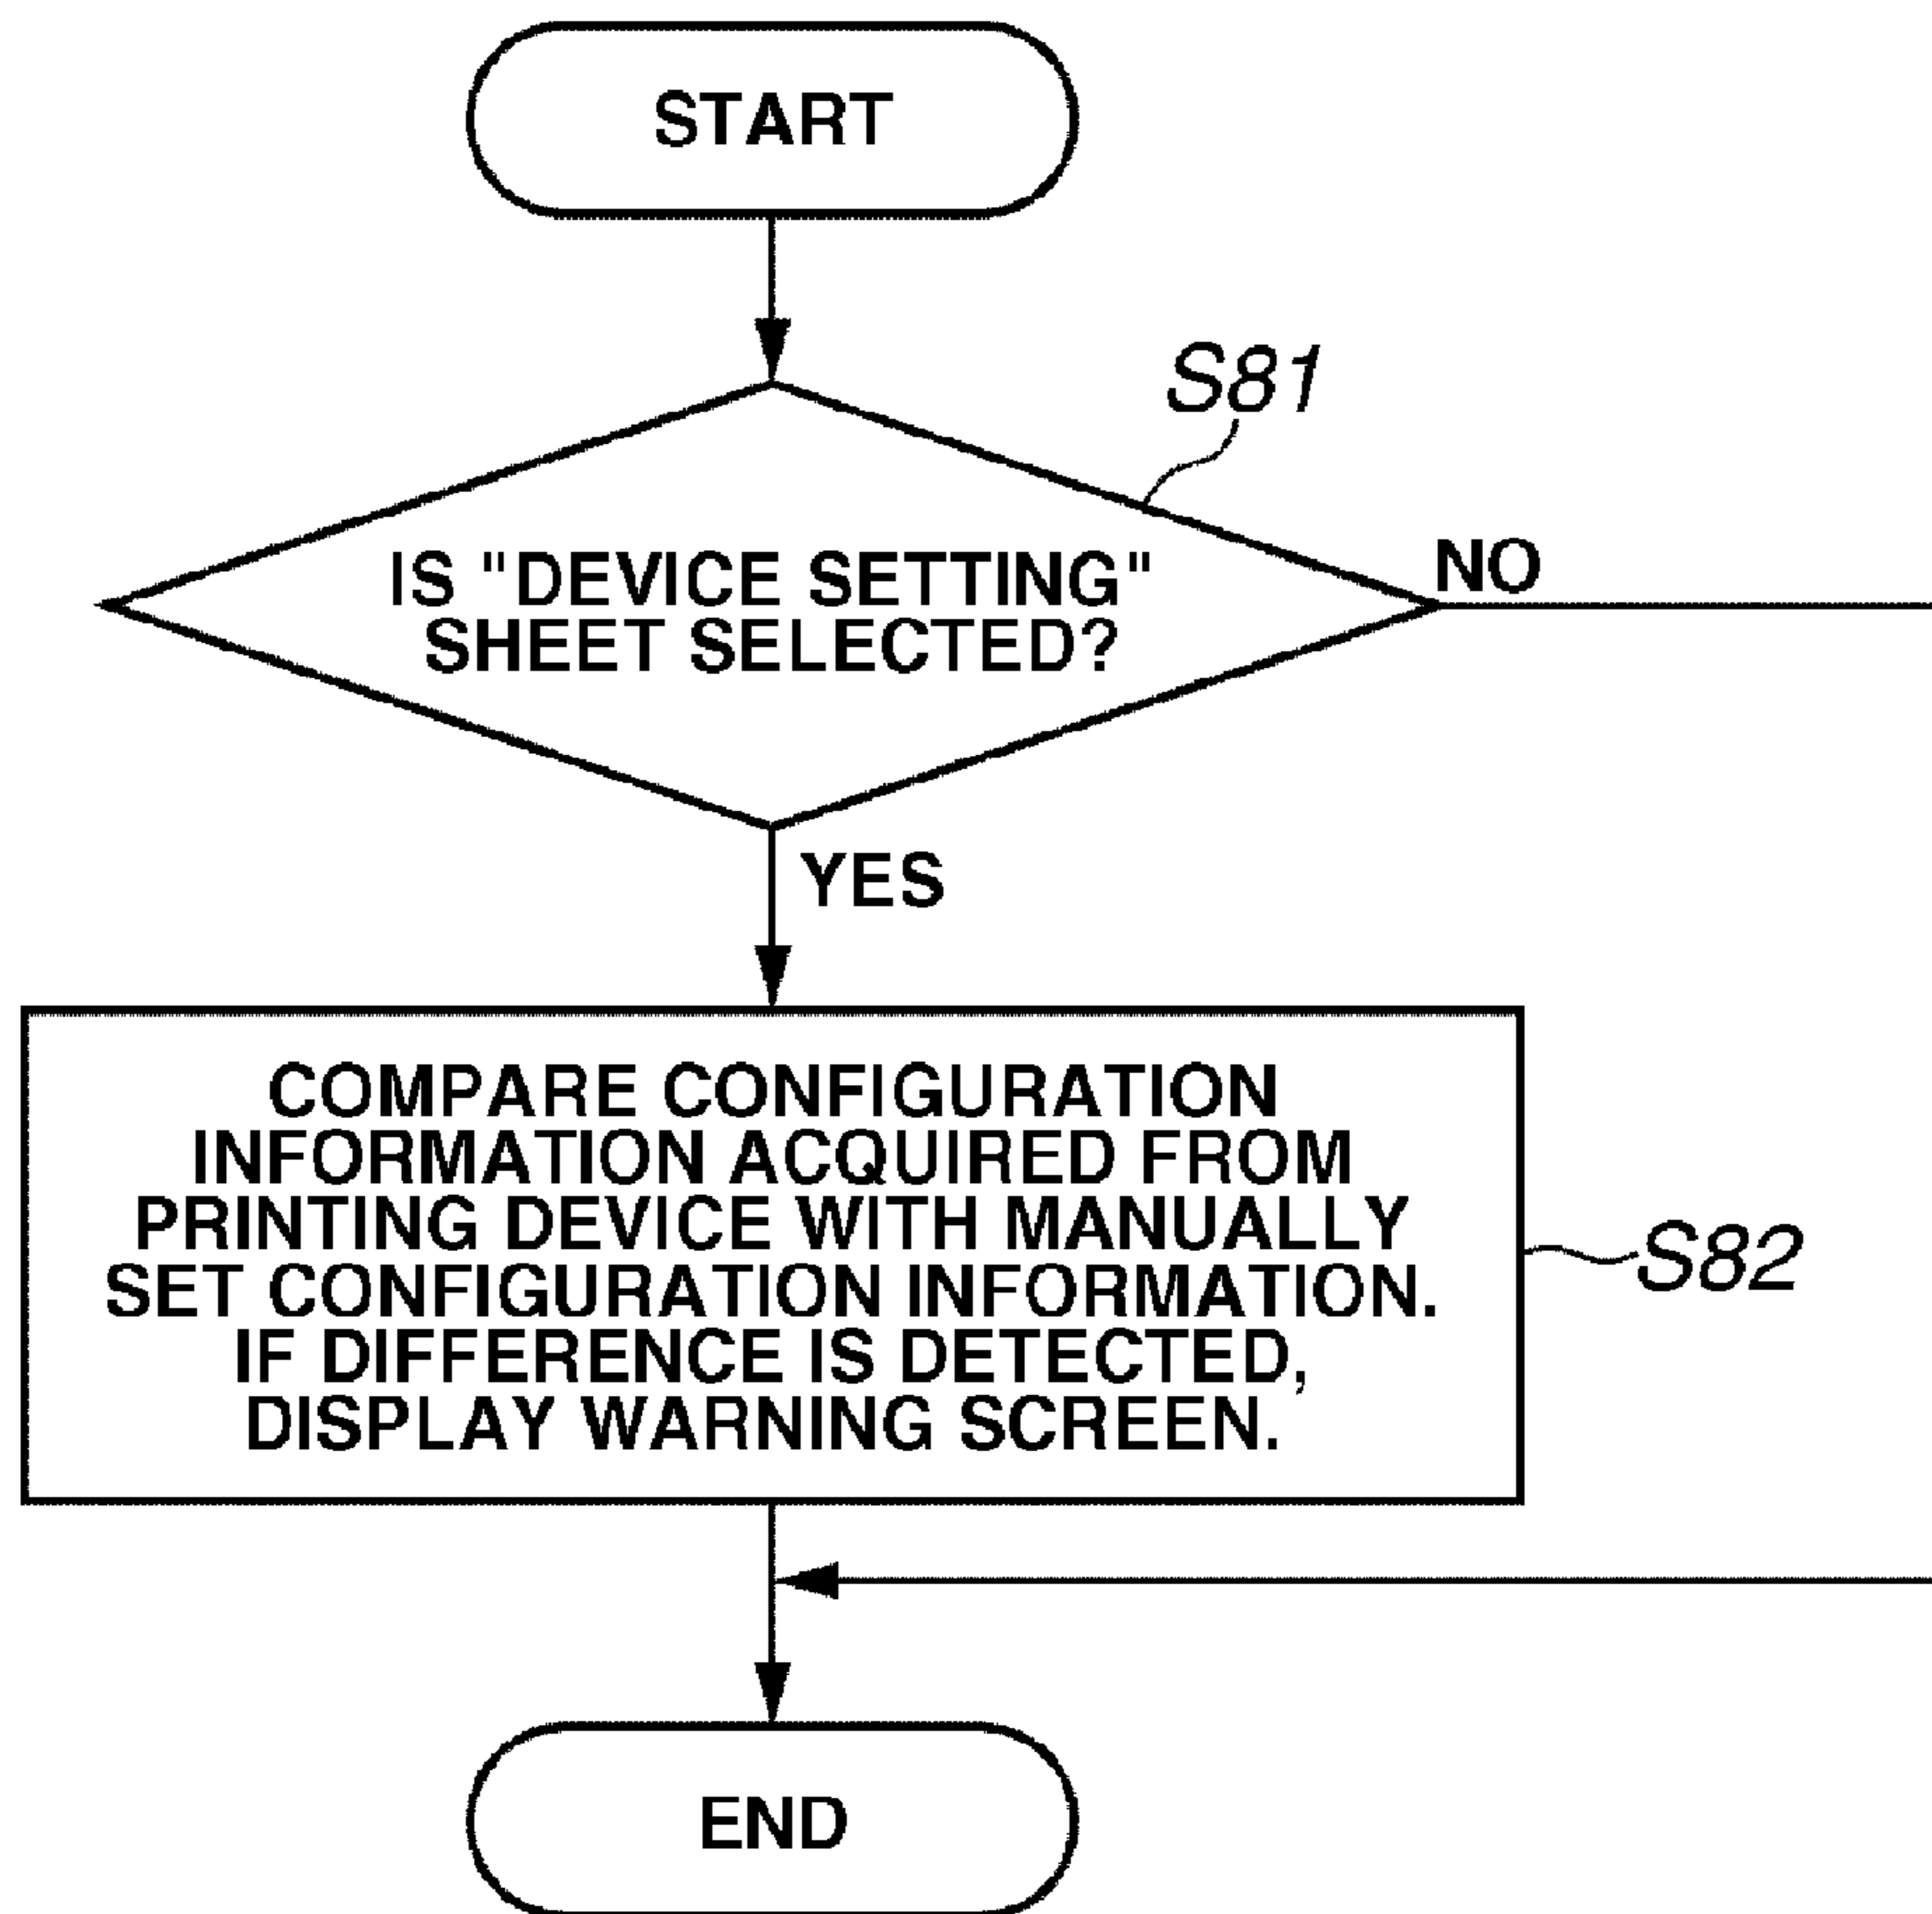 START
S81
IS "DEVICE SETTING"
SHEET SELECTED?
NO
YES
COMPARE CONFIGURATION
INFORMATION ACQUIRED FROM
PRINTING DEVICE WITH MANUALLY
SET CONFIGURATION INFORMATION.
IF DIFFERENCE IS DETECTED,
DISPLAY WARNING SCREEN.
S82
END